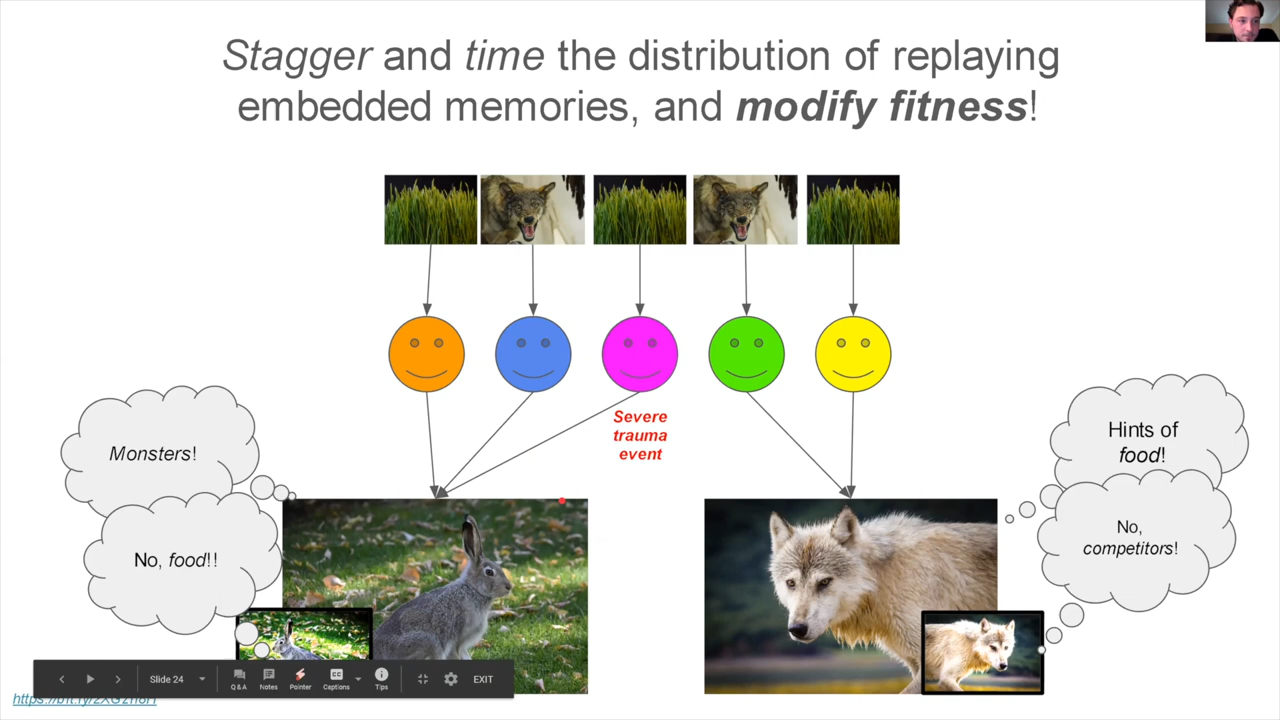 Stagger and time the distribution of replaying
embedded memories, and modify fitness!
Severe
trauma
event
Monsters!
No, food!!
Hints of
food!
No,
competitors!
Slide 24
Q&A
Notes
Pointer
Captions
Tips
EXIT